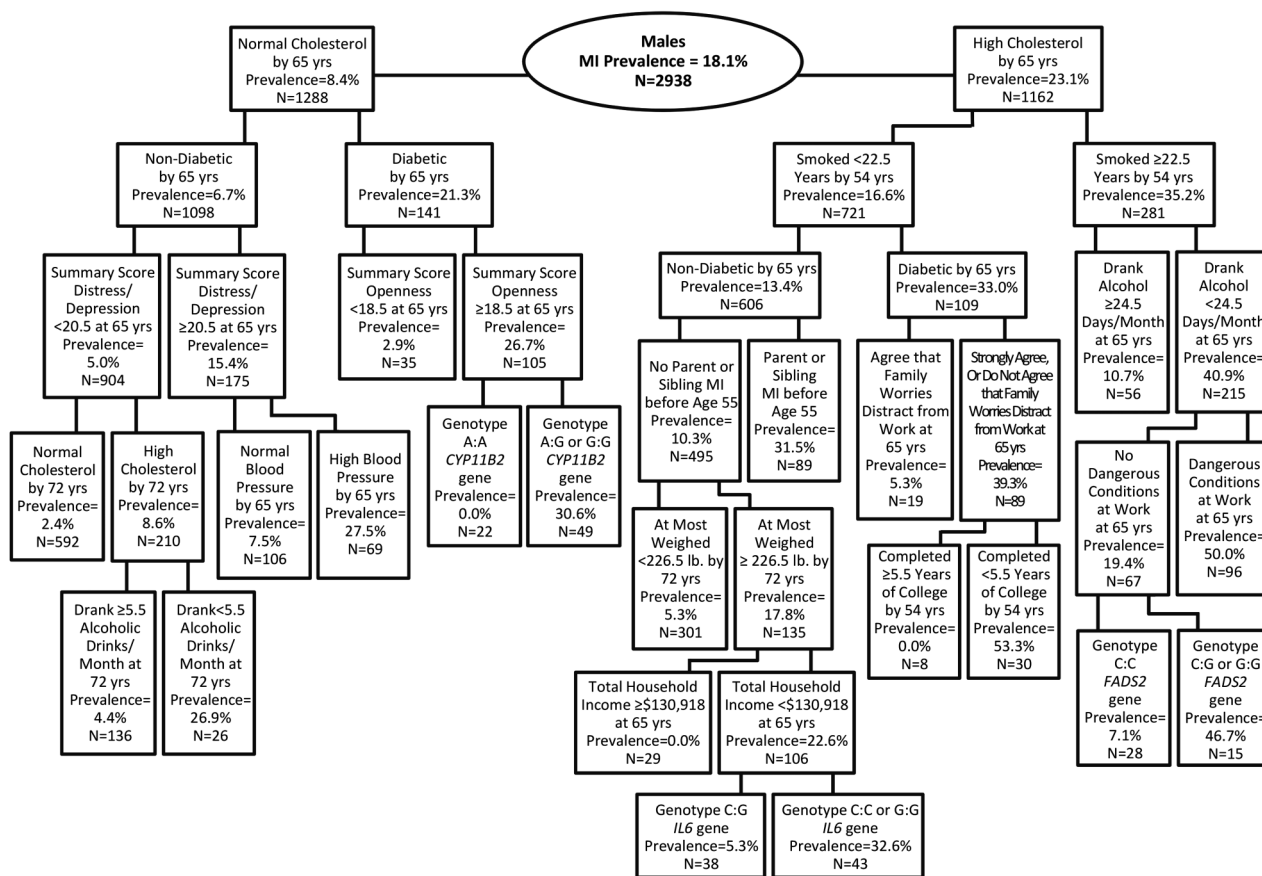 Males
MI Prevalence = 18.1%
N=2938
Normal Cholesterol
by 65 yrs
Prevalence=8.4%
N=1288
High Cholesterol
by 65 yrs
Prevalence=23.1%
N=1162
Non-Diabetic
by 65 yrs
Prevalence=6.7%
N=1098
Diabetic
by 65 yrs
Prevalence=21.3%
N=141
Smoked <22.5
Years by 54 yrs
Prevalence=16.6%
N=721
Smoked ≥22.5
Years by 54 yrs
Prevalence=35.2%
N=281
Summary Score
Distress/
Depression
<20.5 at 65 yrs
Prevalence=
5.0%
N=904
Summary Score
Distress/
Depression
≥20.5 at 65 yrs
Prevalence=
15.4%
N=175
Summary Score
Openness
<18.5 at 65 yrs
Prevalence=
2.9%
N=35
Summary Score
Openness
≥18.5 at 65 yrs
Prevalence=
26.7%
N=105
Non-Diabetic by 65 yrs
Prevalence=13.4%
N=606
Diabetic by 65 yrs
Prevalence=33.0%
N=109
Drank
Alcohol
≥24.5
Days/Month
at 65 yrs
Prevalence=
10.7%
N=56
Drank
Alcohol
<24.5
Days/Month
at 65 yrs
Prevalence=
40.9%
N=215
Normal
Cholesterol
by 72 yrs
Prevalence=
2.4%
N=592
High
Cholesterol
by 72 yrs
Prevalence=
8.6%
N=210
Normal
Blood
Pressure
by 65 yrs
Prevalence=
7.5%
N=106
High Blood
Pressure
by 65 yrs
Prevalence=
27.5%
N=69
Genotype
A:A
CYP11B2
gene
Prevalence=
0.0%
N=22
Genotype
A:G or G:G
CYP11B2
gene
Prevalence=
30.6%
N=49
No Parent or
Sibling MI
before Age 55
Prevalence=
10.3%
N=495
Parent or
Sibling
MI before
Age 55
Prevalence=
31.5%
N=89
Agree that
Family
Worries
Distract from
Work at
65 yrs
Prevalence=
5.3%
N=19
Strongly Agree,
Or Do Not Agree
that Family
Worries Distract
from Work at
65 yrs
Prevalence=
39.3%
N=89
No
Dangerous
Conditions
at Work
at 65 yrs
Prevalence=
19.4%
N=67
Dangerous
Conditions
at Work
at 65 yrs
Prevalence=
50.0%
N=96
Drank ≥5.5
Alcoholic
Drinks/
Month at
72 yrs
Prevalence=
4.4%
N=136
Drank<5.5
Alcoholic
Drinks/
Month at
72 yrs
Prevalence=
26.9%
N=26
At Most
Weighed
<226.5 lb. by
72 yrs
Prevalence=
5.3%
N=301
At Most
Weighed
≥ 226.5 lb. by
72 yrs
Prevalence=
17.8%
N=135
Completed
≥5.5 Years
of College
by 54 yrs
Prevalence=
0.0%
N=8
Completed
<5.5 Years
of College
by 54 yrs
Prevalence=
53.3%
N=30
Genotype
C:C
FADS2
gene
Prevalence=
7.1%
N=28
Genotype
C:G or G:G
FADS2
gene
Prevalence=
46.7%
N=15
Total Household
Income ≥$130,918
at 65 yrs
Prevalence=0.0%
N=29
Total Household
Income <$130,918
at 65 yrs
Prevalence=22.6%
N=106
Genotype C:G
IL6 gene
Prevalence=5.3%
N=38
Genotype C:C or G:G
IL6 gene
Prevalence=32.6%
N=43